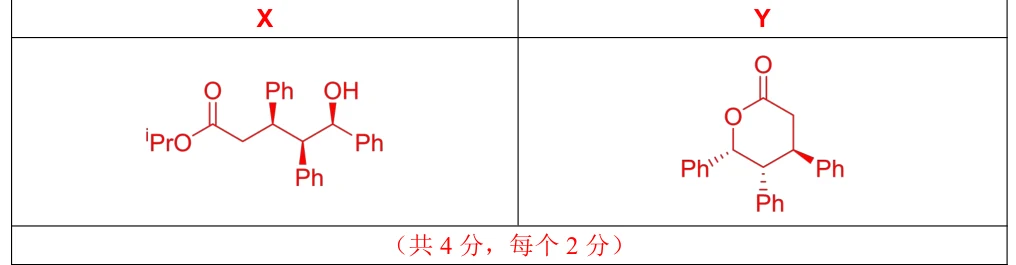 X Y
O Ph OH
ⁱPrO Ph
Ph
O
O
Ph Ph
Ph
（共 4 分，每个 2 分）